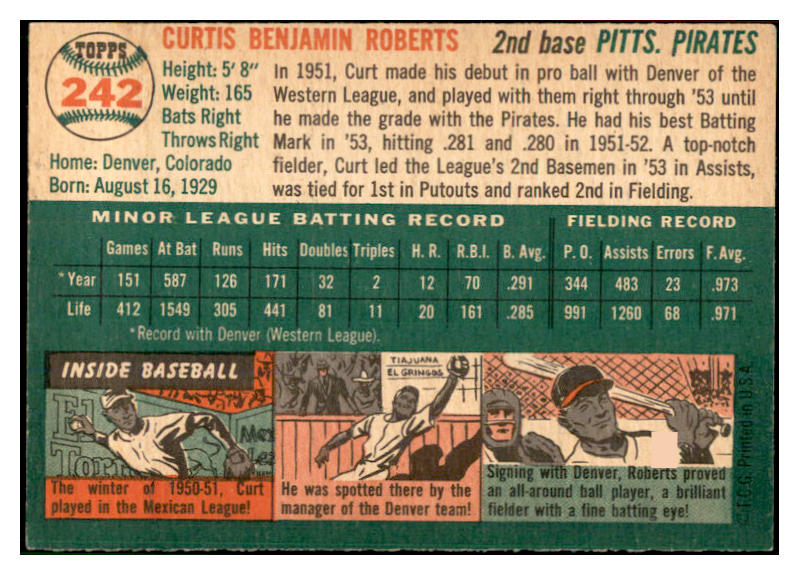 TOPPS
242
CURTIS BENJAMIN ROBERTS 2nd base PITTS. PIRATES
Height: 5' 8"
Weight: 165
Bats Right
Throws Right
Home: Denver, Colorado
Born: August 16, 1929
In 1951, Curt made his debut in pro ball with Denver of the
Western League, and played with them right through '53 until
he made the grade with the Pirates. He had his best Batting
Mark in '53, hitting .281 and .280 in 1951-52. A top-notch
fielder, Curt led the League's 2nd Basemen in '53 in Assists,
was tied for 1st in Putouts and ranked 2nd in Fielding.
MINOR LEAGUE BATTING RECORD FIELDING RECORD
Games At Bat Runs Hits Doubles Triples H. R. R.B.I. B. Avg. P. O. Assists Errors F. Avg.
*Year 151 587 126 171 32 2 12 70 .291 344 483 23 .973
Life 412 1549 305 441 81 11 20 161 .285 991 1260 68 .971
*Record with Denver (Western League).
INSIDE BASEBALL
El
Toro
Mex
Le
The winter of 1950-51, Curt
played in the Mexican League!
TIAJUANA
EL GRINGOS
He was spotted there by the
manager of the Denver team!
Signing with Denver, Roberts proved
an all-around ball player, a brilliant
fielder with a fine batting eye!
T.C.G. Printed in U.S.A.